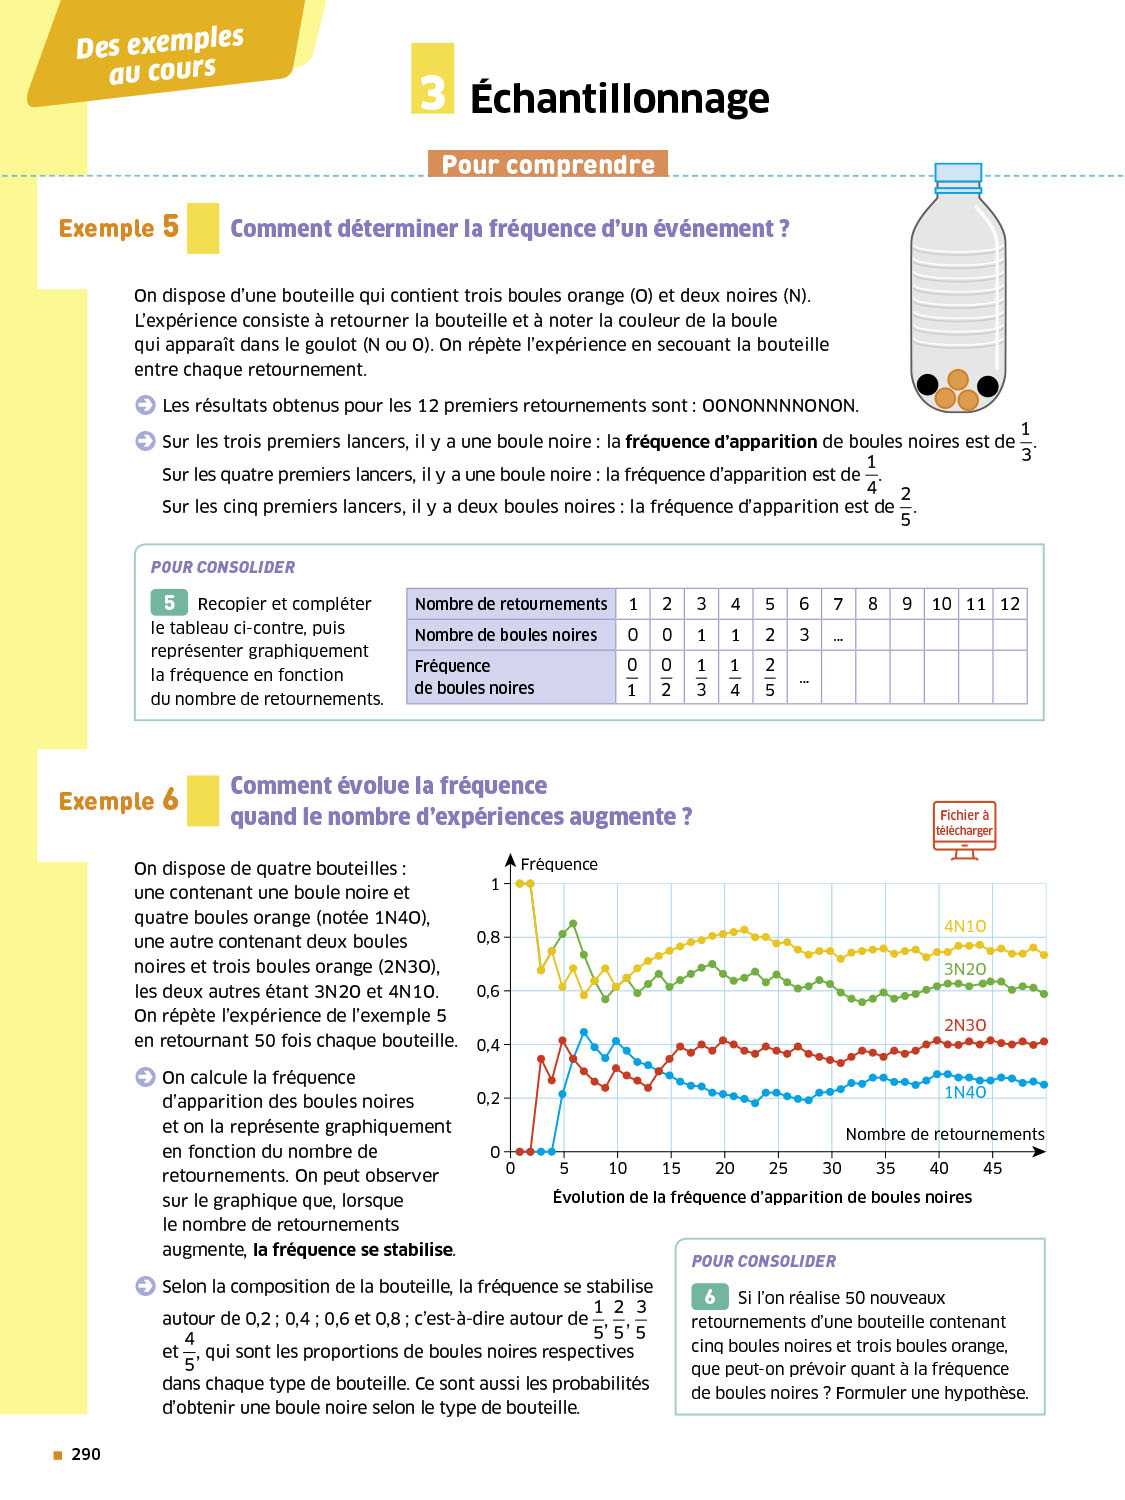 Des exemples
au cours
3 Échantillonnage
Pour comprendre
Exemple 5 Comment déterminer la fréquence d'un événement ?
On dispose d'une bouteille qui contient trois boules orange (O) et deux noires (N).
L'expérience consiste à retourner la bouteille et à noter la couleur de la boule
qui apparaît dans le goulot (N ou O). On répète l'expérience en secouant la bouteille
entre chaque retournement.
Les résultats obtenus pour les 12 premiers retournements sont : OONONNNNONON.
Sur les trois premiers lancers, il y a une boule noire : la fréquence d'apparition de boules noires est de 1/3.
Sur les quatre premiers lancers, il y a une boule noire : la fréquence d'apparition est de 1/4.
Sur les cinq premiers lancers, il y a deux boules noires : la fréquence d'apparition est de 2/5.
POUR CONSOLIDER
5 Recopier et compléter
le tableau ci-contre, puis
représenter graphiquement
la fréquence en fonction
du nombre de retournements.
Nombre de retournements 1 2 3 4 5 6 7 8 9 10 11 12
Nombre de boules noires 0 0 1 1 2 3 ...
Fréquence
de boules noires 0/1 0/2 1/3 1/4 2/5 ...
Exemple 6 Comment évolue la fréquence
quand le nombre d'expériences augmente ?
Fichier à
télécharger
On dispose de quatre bouteilles :
une contenant une boule noire et
quatre boules orange (notée 1N4O),
une autre contenant deux boules
noires et trois boules orange (2N3O),
les deux autres étant 3N2O et 4N1O.
On répète l'expérience de l'exemple 5
en retournant 50 fois chaque bouteille.
On calcule la fréquence
d'apparition des boules noires
et on la représente graphiquement
en fonction du nombre de
retournements. On peut observer
sur le graphique que, lorsque
le nombre de retournements
augmente, la fréquence se stabilise.
Fréquence
1
0,8
0,6
0,4
0,2
0
4N1O
3N2O
2N3O
1N4O
Nombre de retournements
0 5 10 15 20 25 30 35 40 45
Évolution de la fréquence d'apparition de boules noires
Selon la composition de la bouteille, la fréquence se stabilise
autour de 0,2 ; 0,4 ; 0,6 et 0,8 ; c'est-à-dire autour de 1/5, 2/5, 3/5
et 4/5, qui sont les proportions de boules noires respectives
dans chaque type de bouteille. Ce sont aussi les probabilités
d'obtenir une boule noire selon le type de bouteille.
POUR CONSOLIDER
6 Si l'on réalise 50 nouveaux
retournements d'une bouteille contenant
cinq boules noires et trois boules orange,
que peut-on prévoir quant à la fréquence
de boules noires ? Formuler une hypothèse.
290